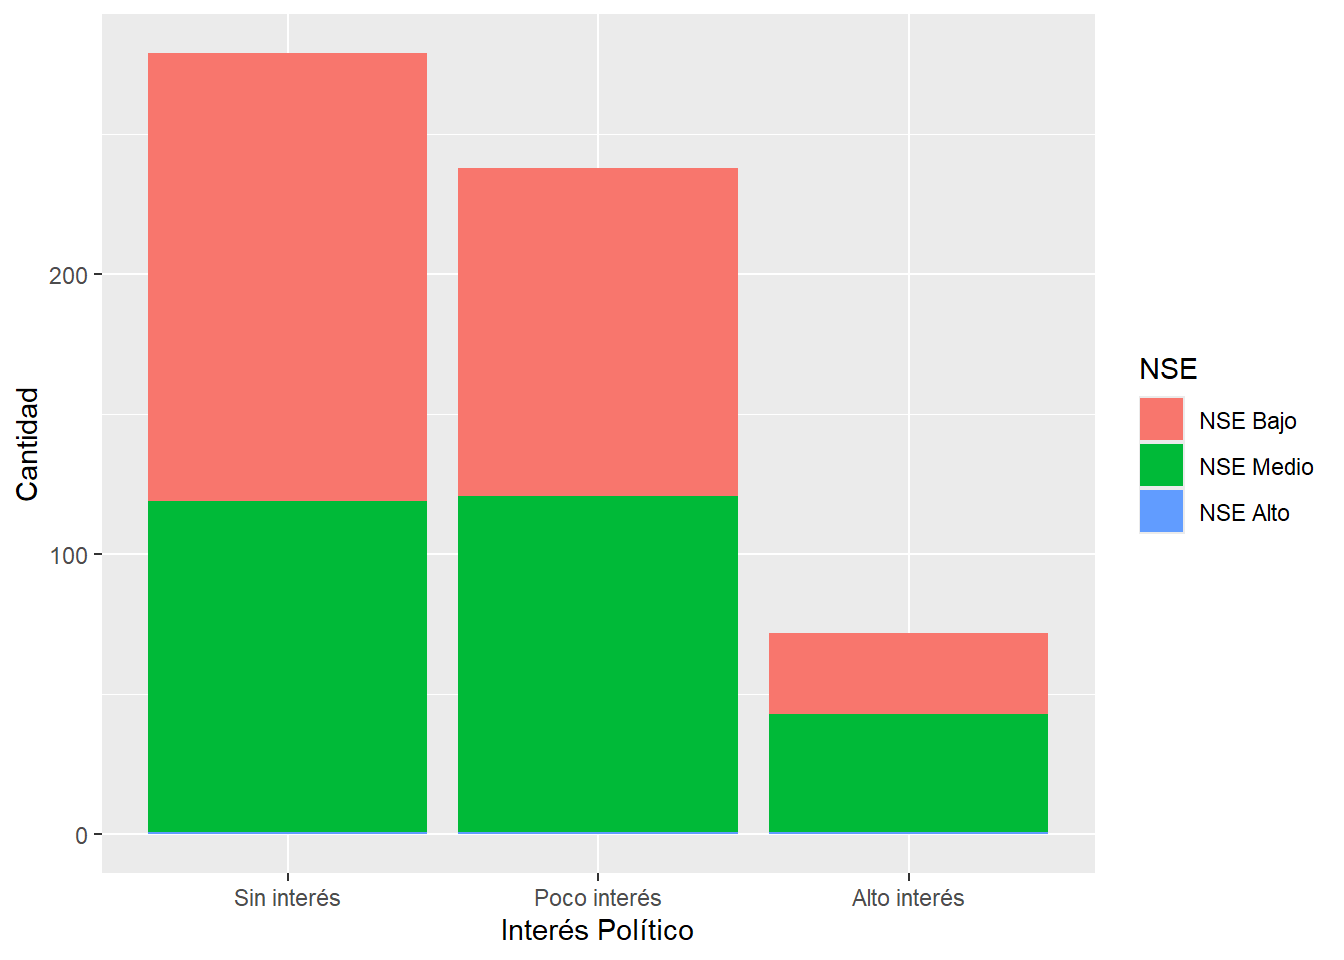 Cantidad
200
100
0
Sin interés
Poco interés
Alto interés
Interés Político
NSE
NSE Bajo
NSE Medio
NSE Alto